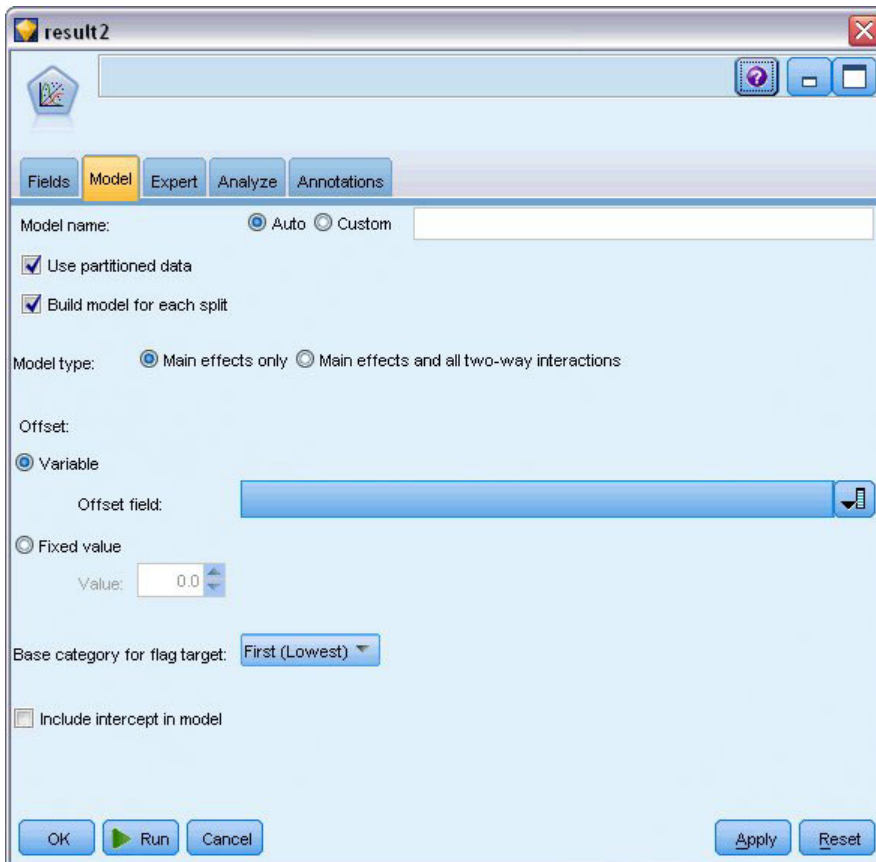 result2
Fields Model Expert Analyze Annotations
Model name: Auto Custom
Use partitioned data
Build model for each split
Model type: Main effects only Main effects and all two-way interactions
Offset:
Variable
Offset field:
Fixed value
Value: 0.0
Base category for flag target: First (Lowest)
Include intercept in model
OK Run Cancel Apply Reset